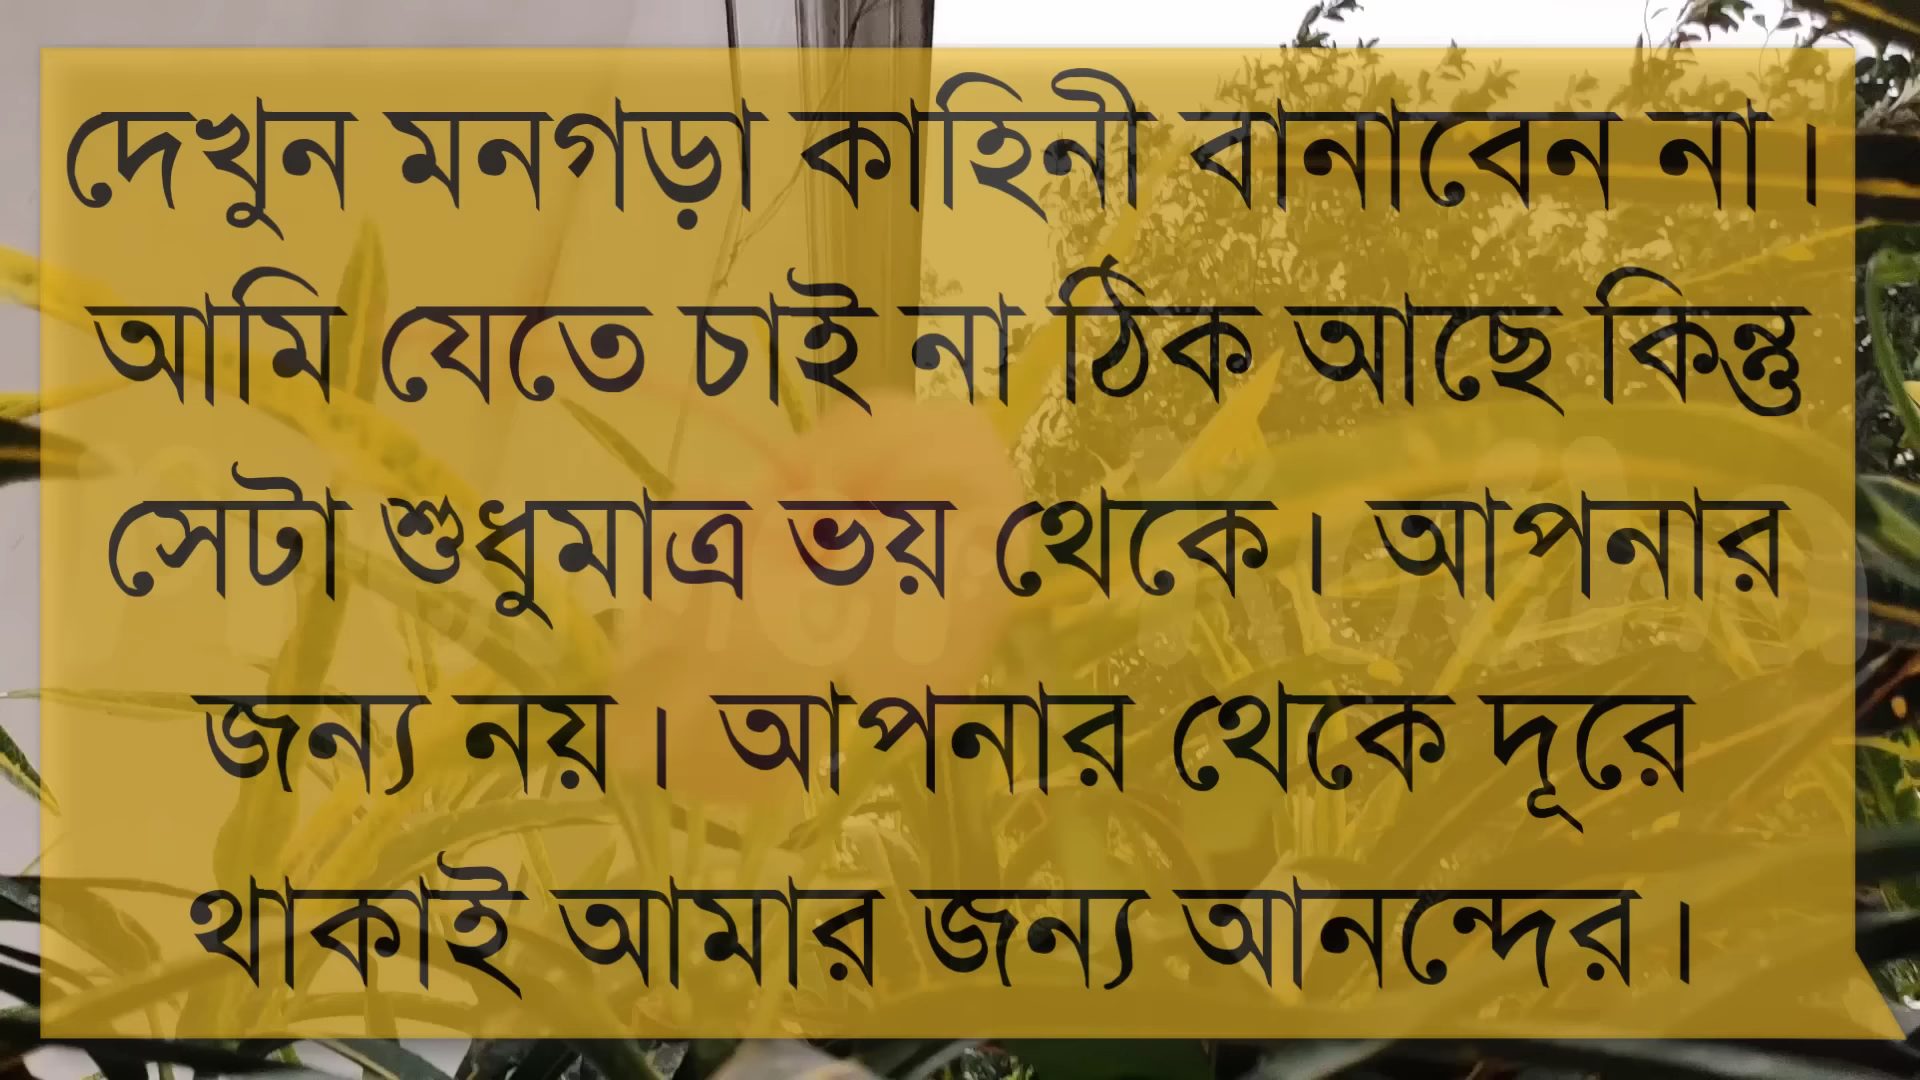 দেখুন মনগড়া কাহিনী বানাবেন না।
আমি যেতে চাই না ঠিক আছে কিন্তু
সেটা শুধুমাত্র ভয় থেকে। আপনার
জন্য নয়। আপনার থেকে দূরে
থাকাই আমার জন্য আনন্দের।